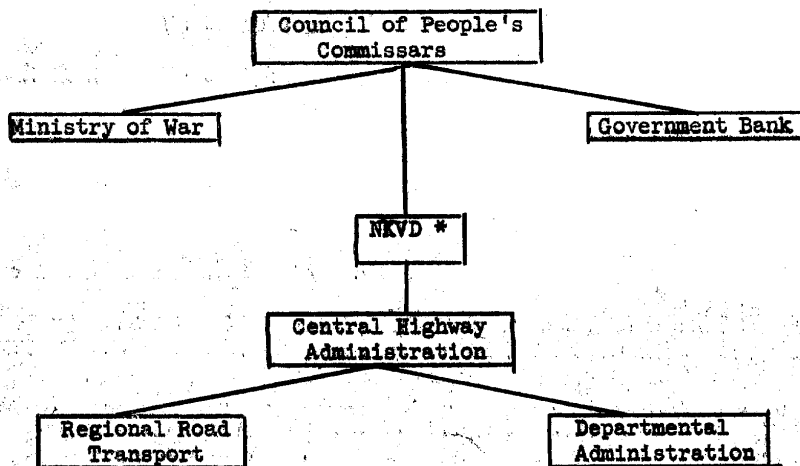 Council of People's
Commissars
Ministry of War
Government Bank
NKVD *
Central Highway
Administration
Regional Road
Transport
Departmental
Administration